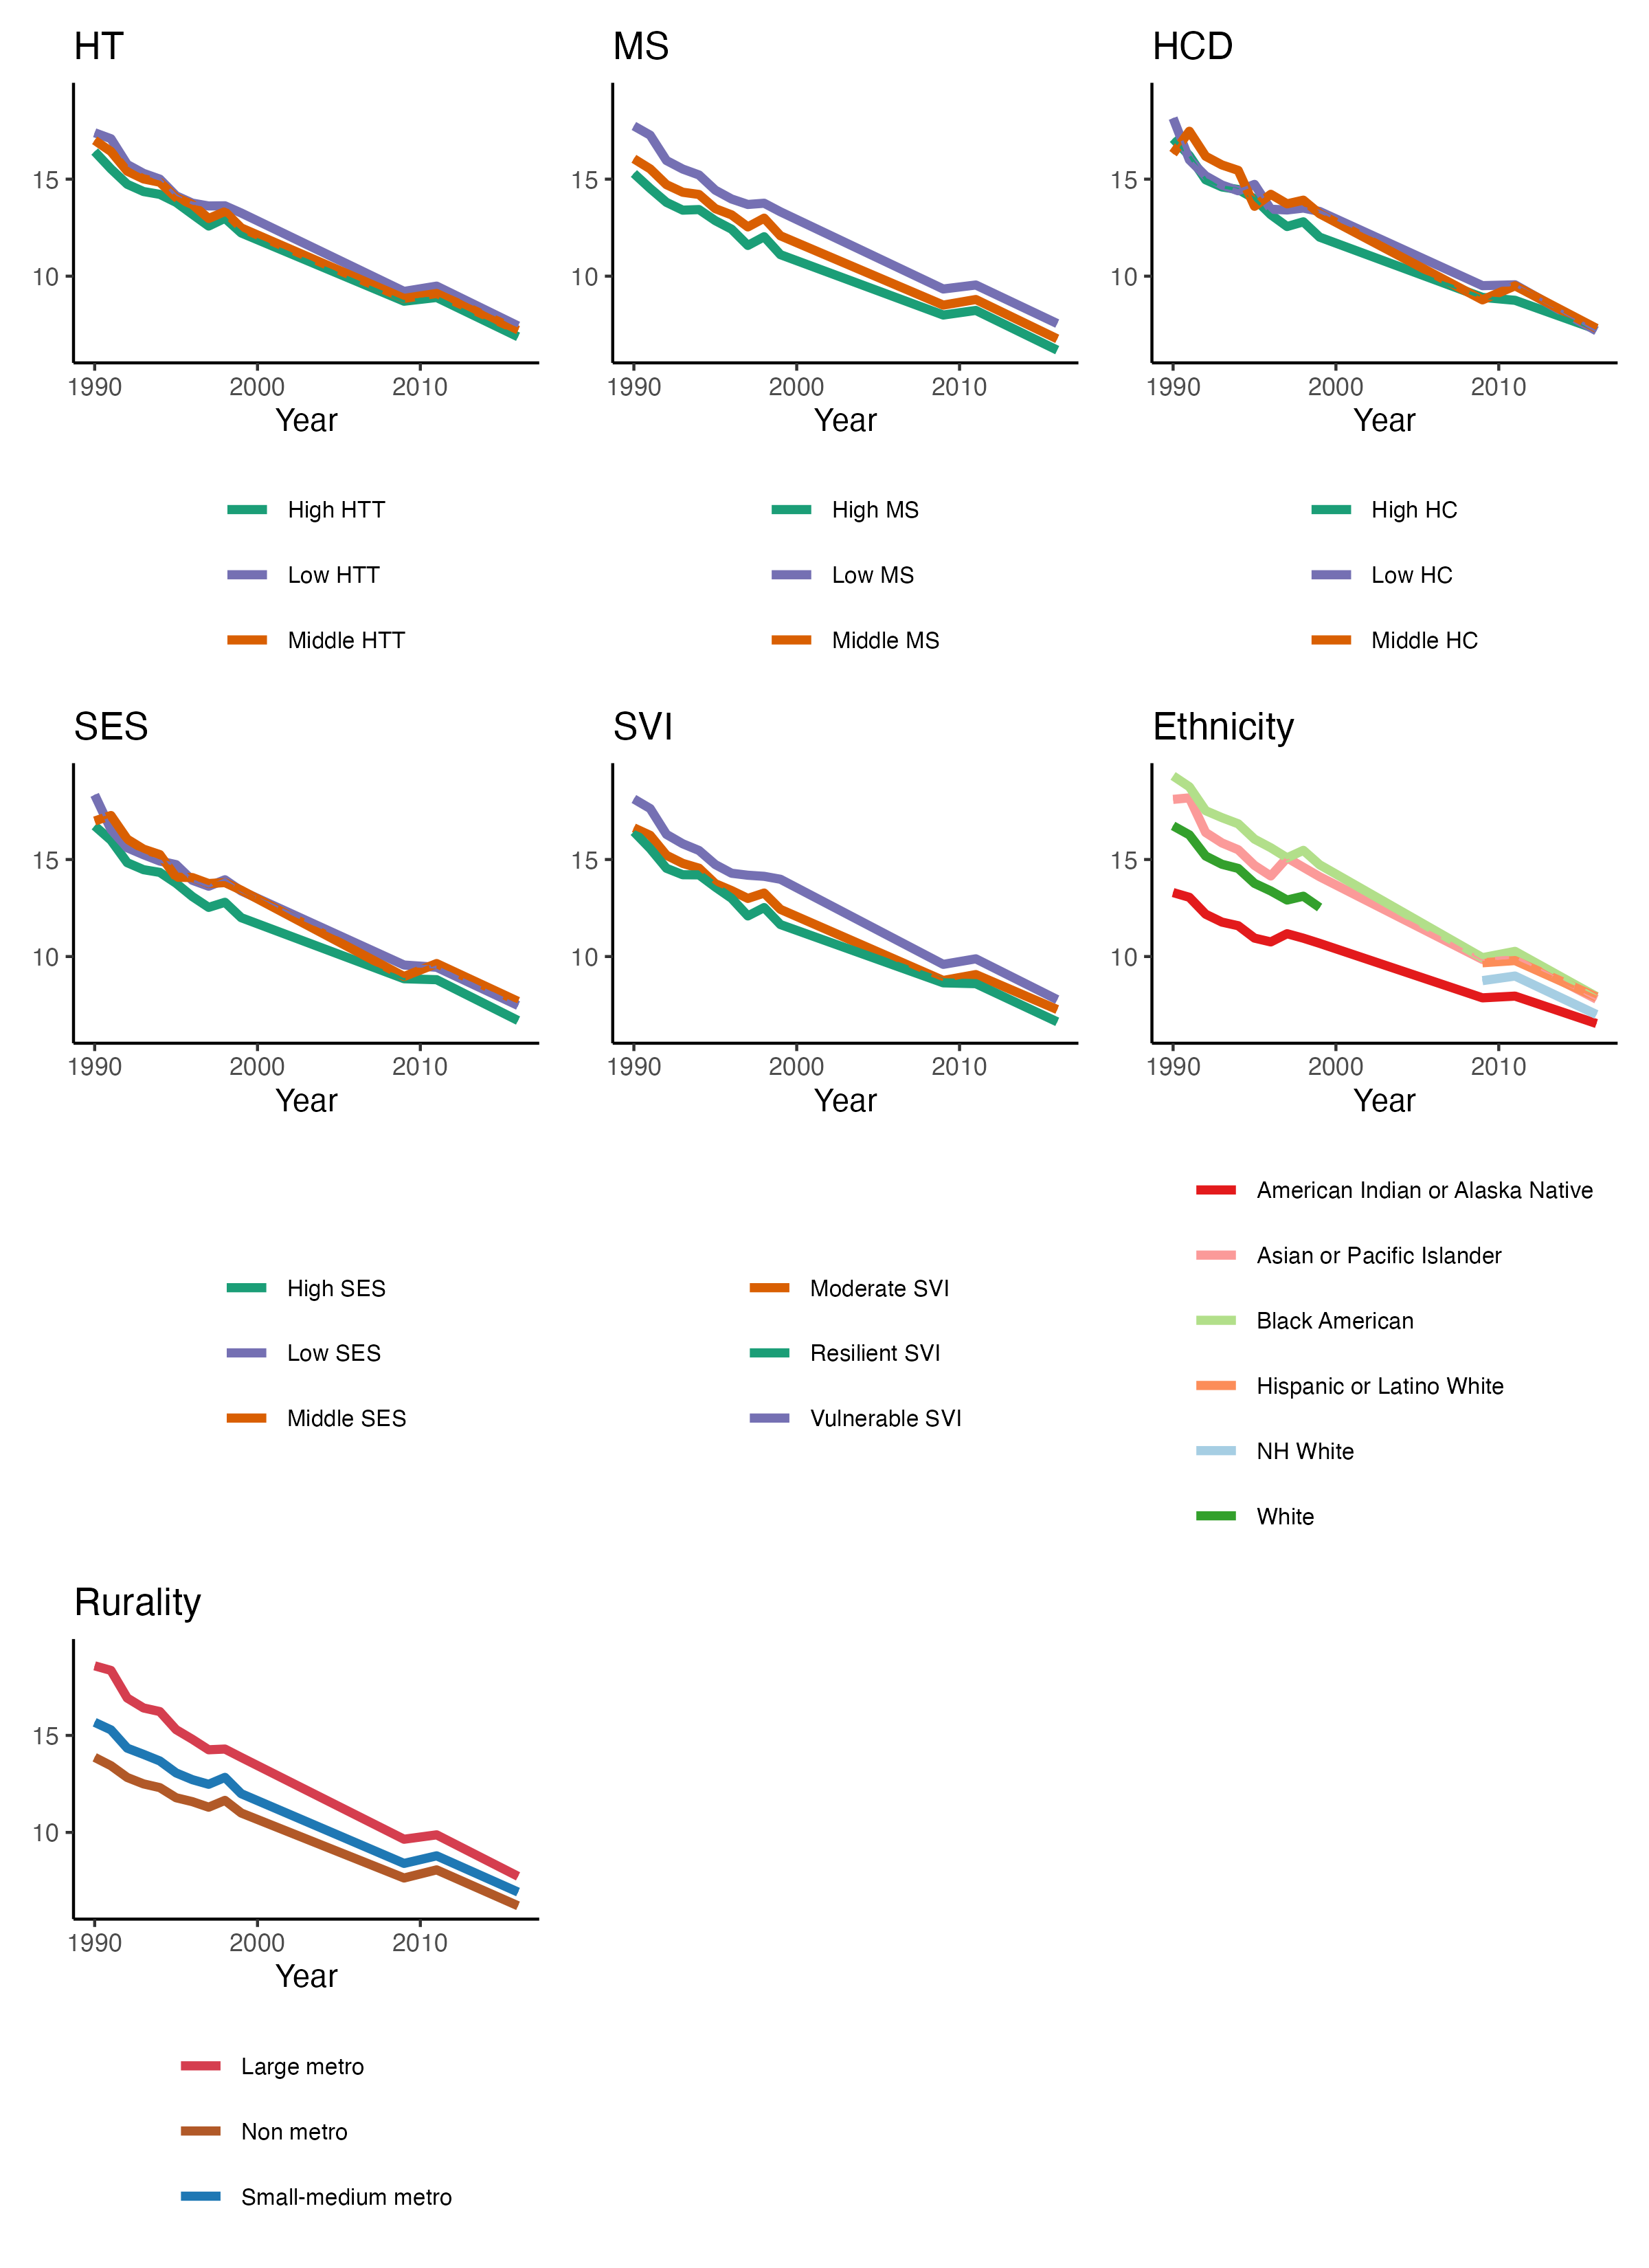 HT
15
10
1990 2000 2010
Year
High HTT
Low HTT
Middle HTT
MS
15
10
1990 2000 2010
Year
High MS
Low MS
Middle MS
HCD
15
10
1990 2000 2010
Year
High HC
Low HC
Middle HC
SES
15
10
1990 2000 2010
Year
High SES
Low SES
Middle SES
SVI
15
10
1990 2000 2010
Year
Moderate SVI
Resilient SVI
Vulnerable SVI
Ethnicity
15
10
1990 2000 2010
Year
American Indian or Alaska Native
Asian or Pacific Islander
Black American
Hispanic or Latino White
NH White
White
Rurality
15
10
1990 2000 2010
Year
Large metro
Non metro
Small-medium metro